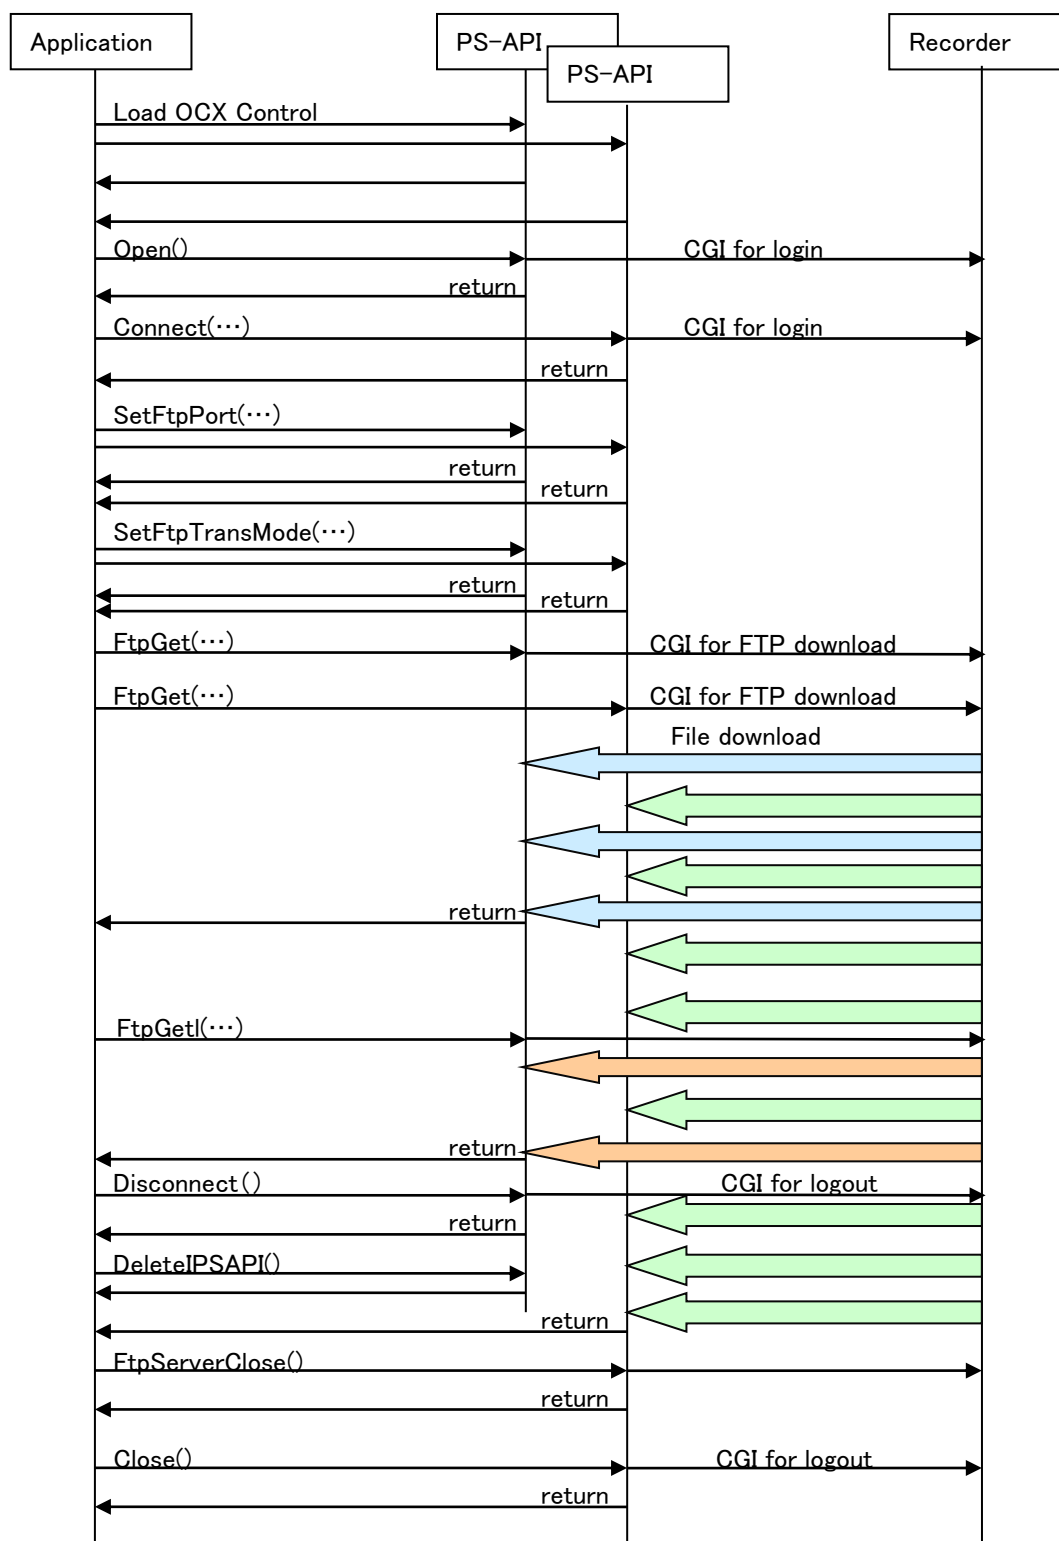 Application
PS-API
Recorder
PS-API
Load OCX Control
Open()
CGI for login
return
Connect(･･･)
CGI for login
return
SetFtpPort(･･･)
return
return
SetFtpTransMode(･･･)
return
return
FtpGet(･･･)
CGI for FTP download
FtpGet(･･･)
CGI for FTP download
File download
return
FtpGetl(･･･)
return
Disconnect()
CGI for logout
return
DeleteIPSAPI()
return
FtpServerClose()
return
Close()
CGI for logout
return